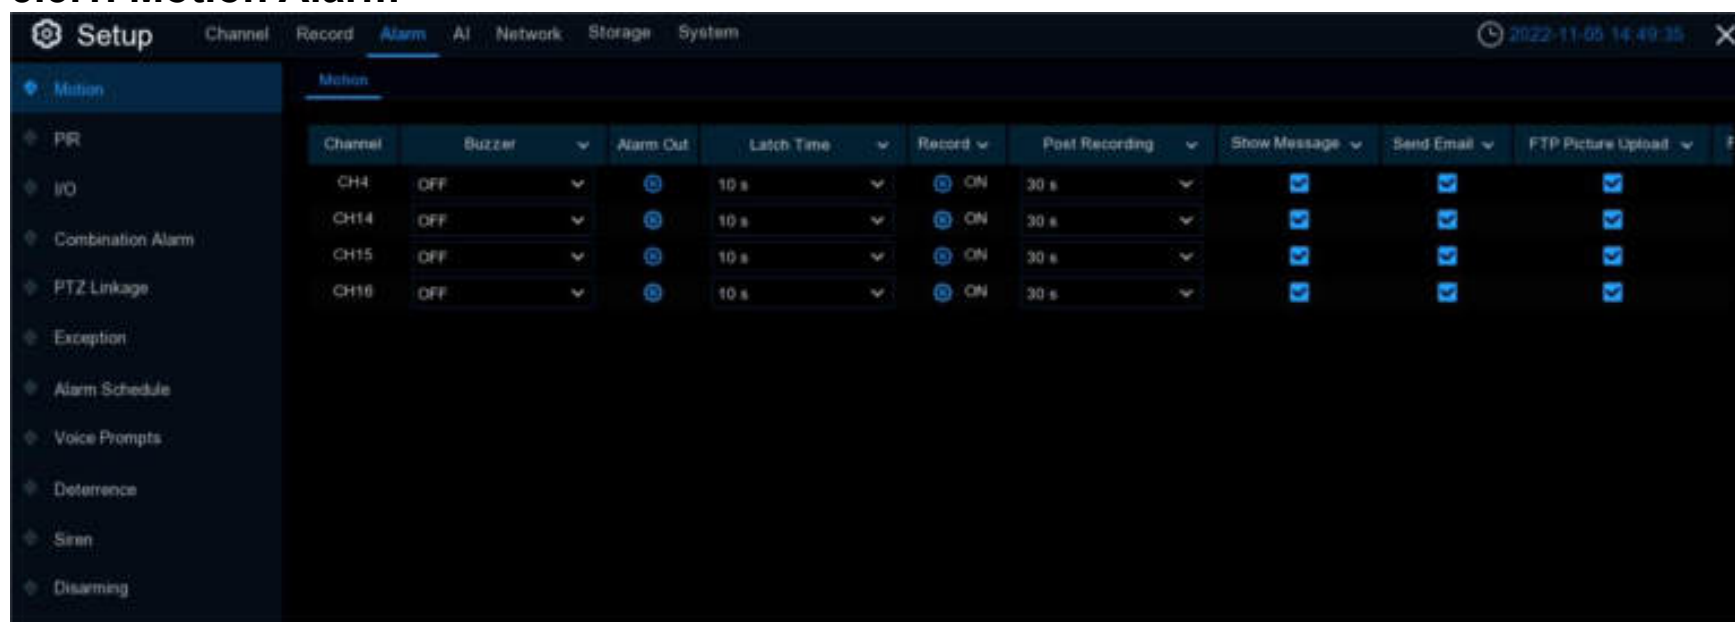 Motion Alarm
Setup Channel Record Alarm AI Network Storage System 2022-11-05 14:49:35
Motion
Motion
PIR
I/O
Combination Alarm
PTZ Linkage
Exception
Alarm Schedule
Voice Prompts
Deterrence
Siren
Disarming
Channel Buzzer Alarm Out Latch Time Record Post Recording Show Message Send Email FTP Picture Upload
CH4 OFF 10 s ON 30 s
CH14 OFF 10 s ON 30 s
CH15 OFF 10 s ON 30 s
CH16 OFF 10 s ON 30 s